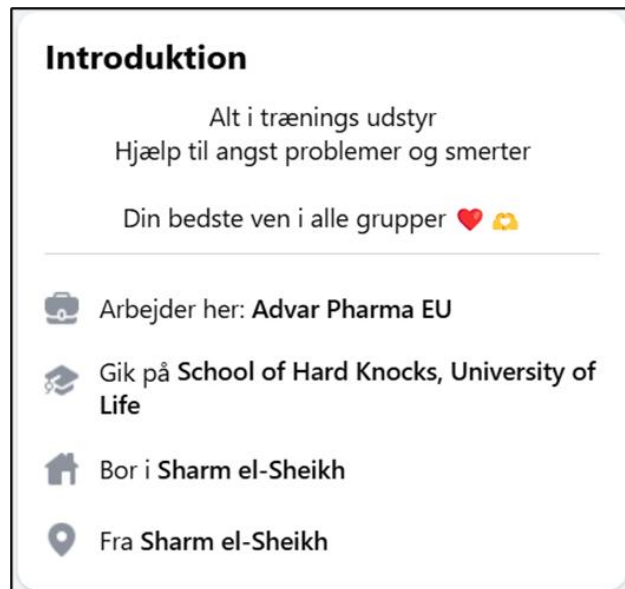 Introduktion
Alt i trænings udstyr
Hjælp til angst problemer og smerter
Din bedste ven i alle grupper ❤️ 🫶
Arbejder her: Advar Pharma EU
Gik på School of Hard Knocks, University of
Life
Bor i Sharm el-Sheikh
Fra Sharm el-Sheikh